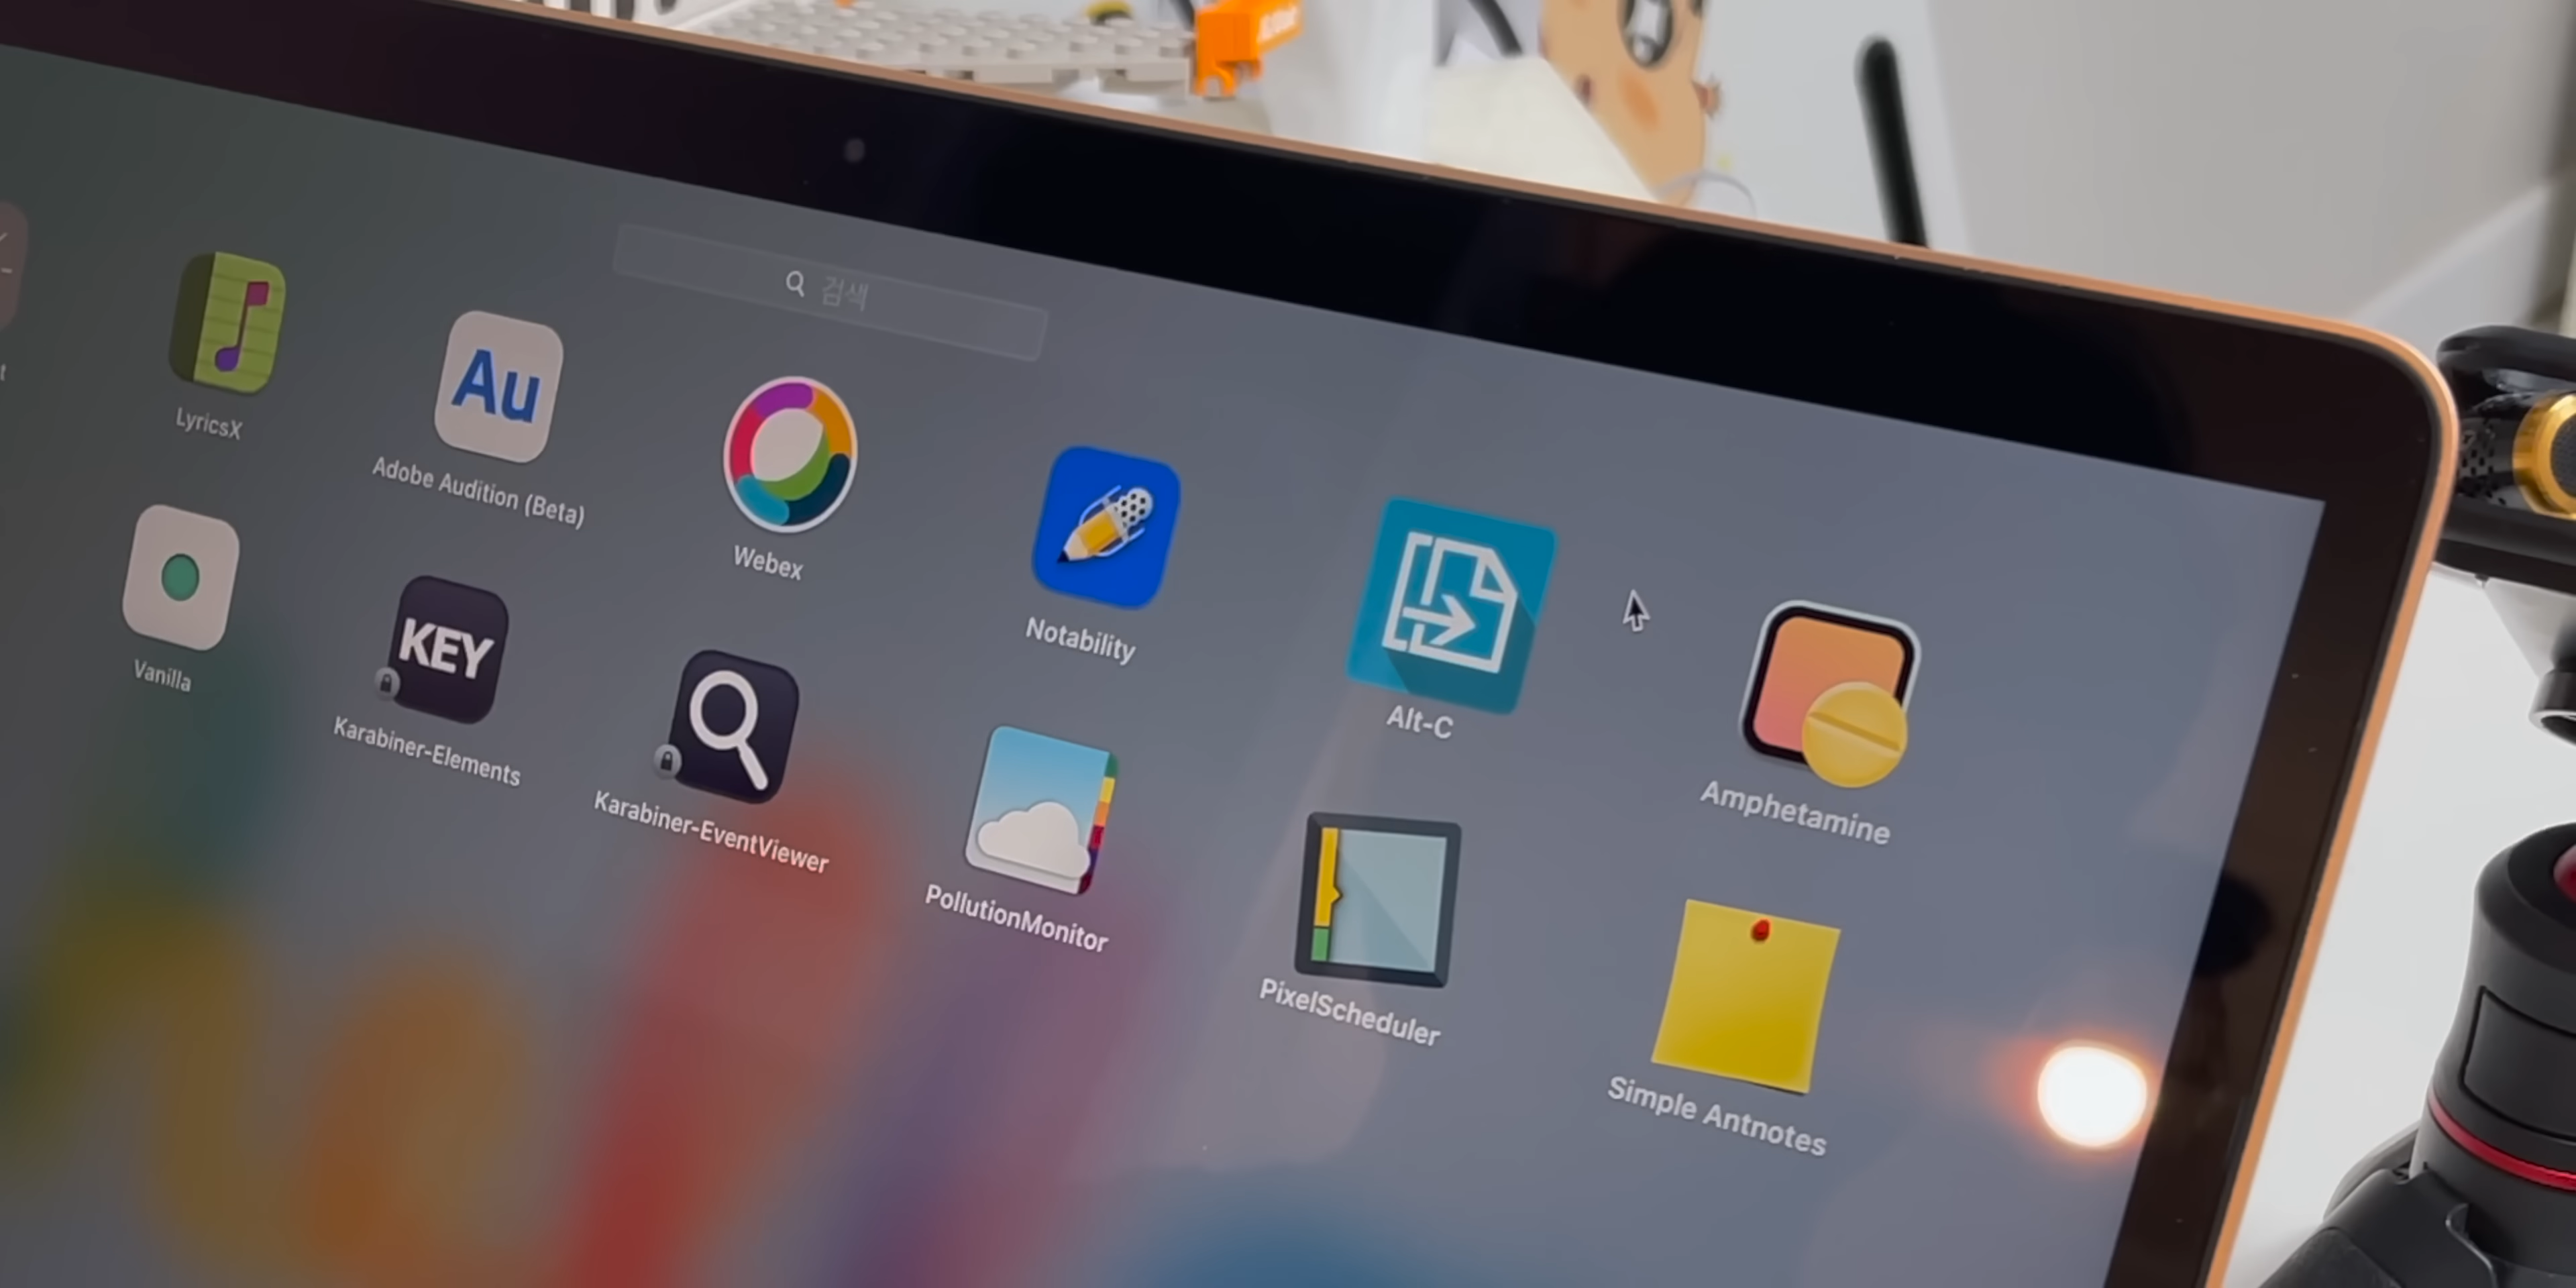 검색
LyricsX
Au
Adobe Audition (Beta)
Webex
Notability
Alt-C
Amphetamine
Vanilla
KEY
Karabiner-Elements
Karabiner-EventViewer
PollutionMonitor
PixelScheduler
Simple Antnotes